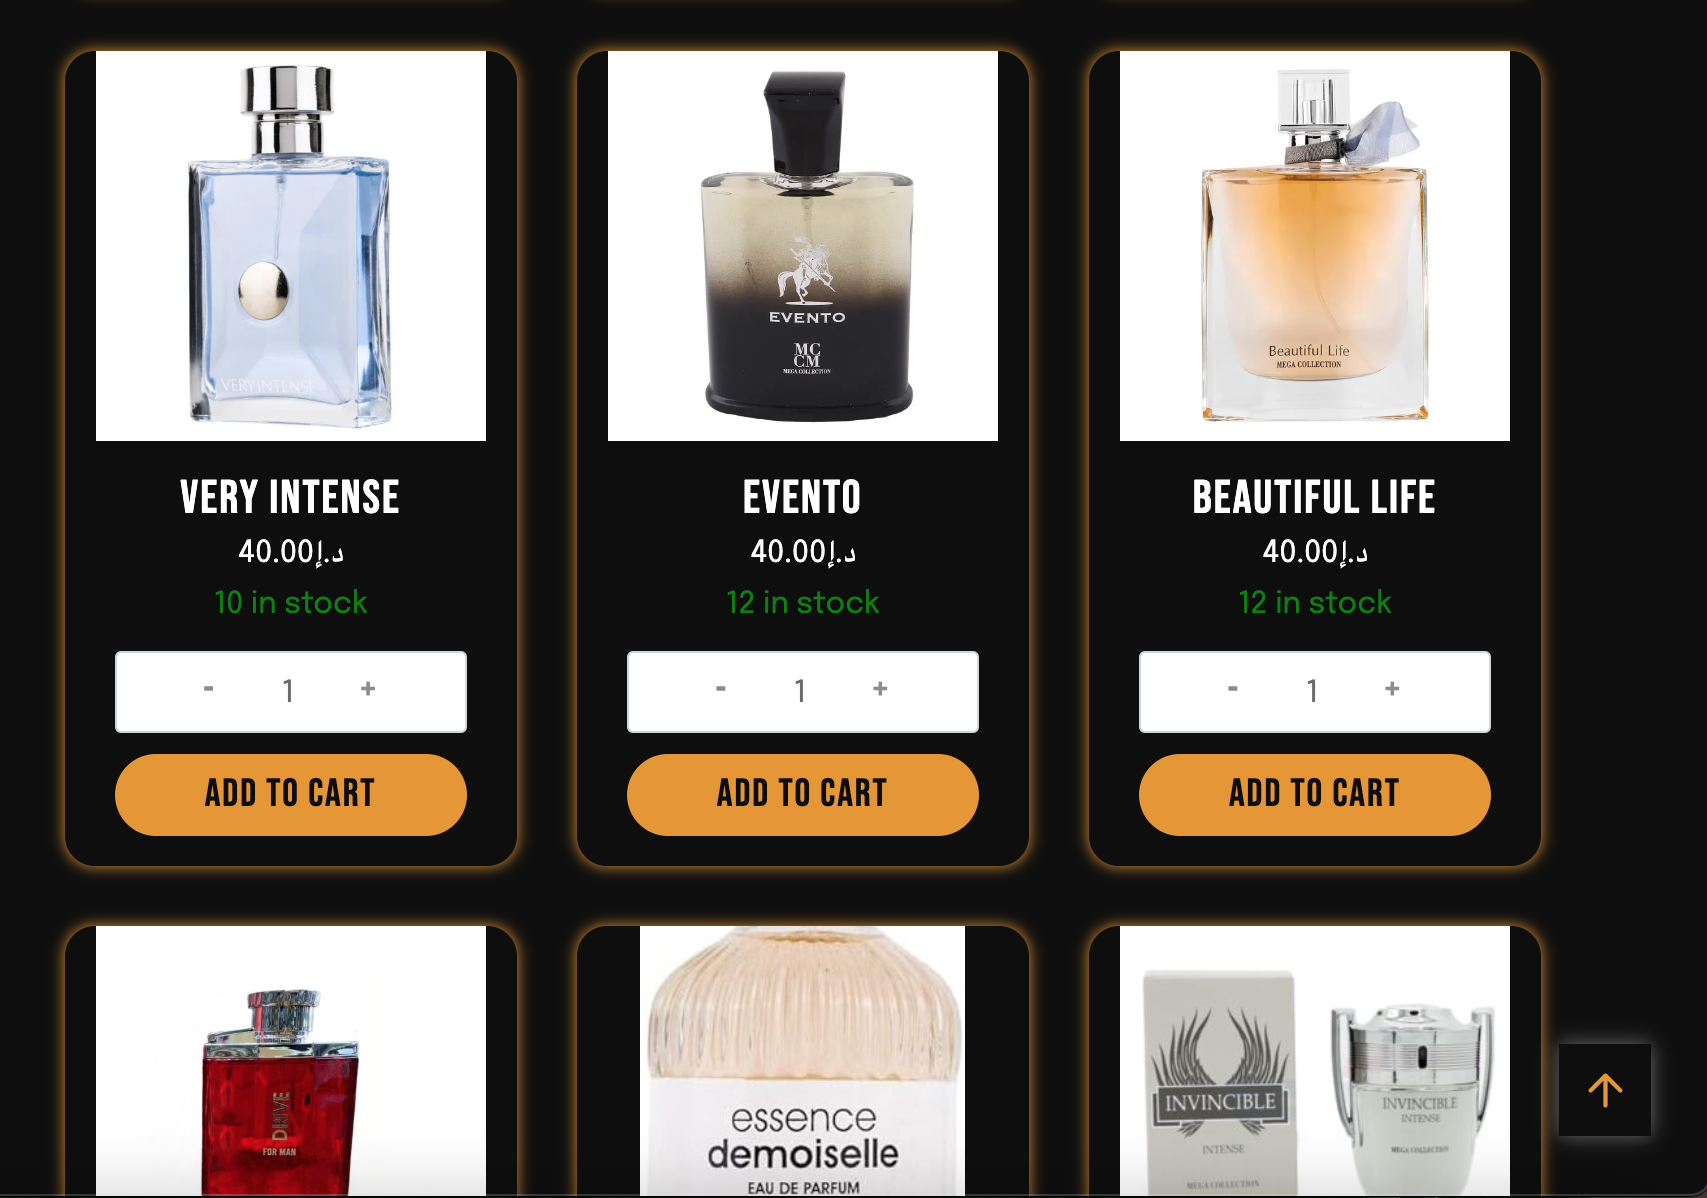 VERY INTENSE
EVENTO
MC
CM
MEGA COLLECTION
Beautiful Life
MEGA COLLECTION
VERY INTENSE
EVENTO
BEAUTIFUL LIFE
40.00د.إ
40.00د.إ
40.00د.إ
10 in stock
12 in stock
12 in stock
- 1 +
- 1 +
- 1 +
ADD TO CART
ADD TO CART
ADD TO CART
DRIVE
FOR MAN
essence
demoiselle
EAU DE PARFUM
INVINCIBLE
INTENSE
MEGA COLLECTION
INVINCIBLE
INTENSE
MEGA COLLECTION